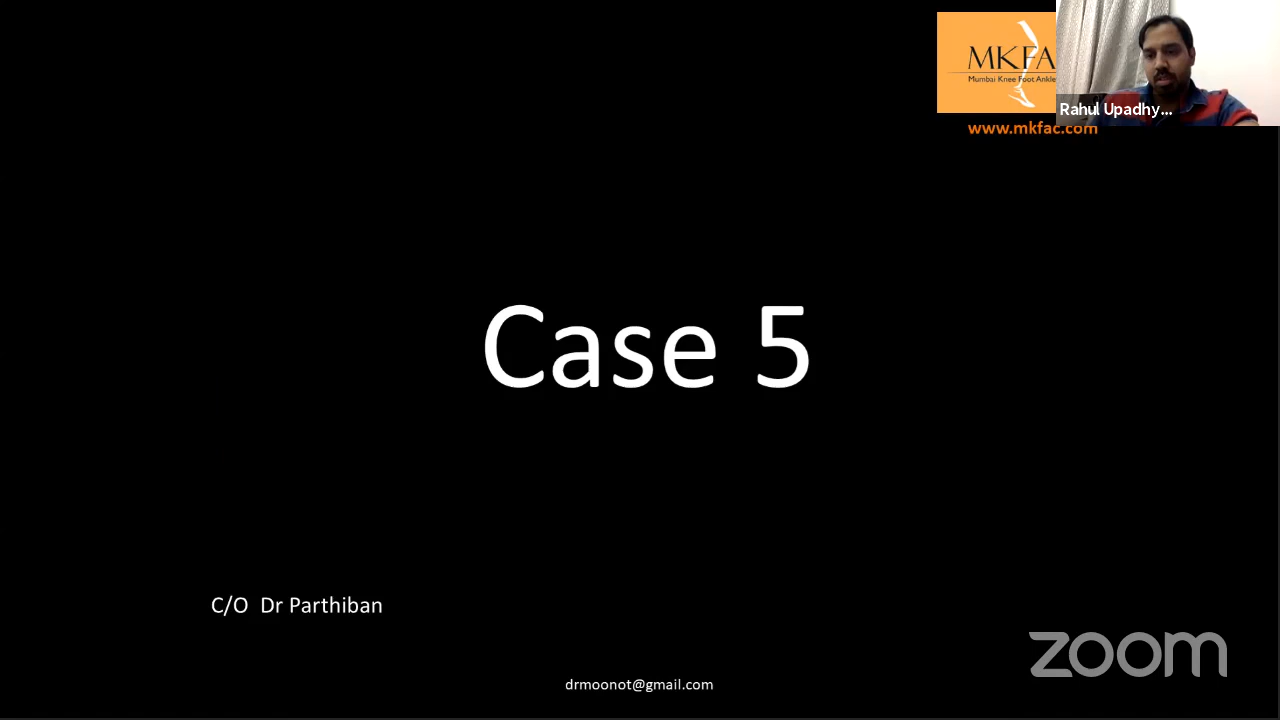 MKFA
Mumbai Knee Foot Ankle
Rahul Upadhy...
www.mkfac.com
Case 5
C/O Dr Parthiban
zoom
drmoonot@gmail.com